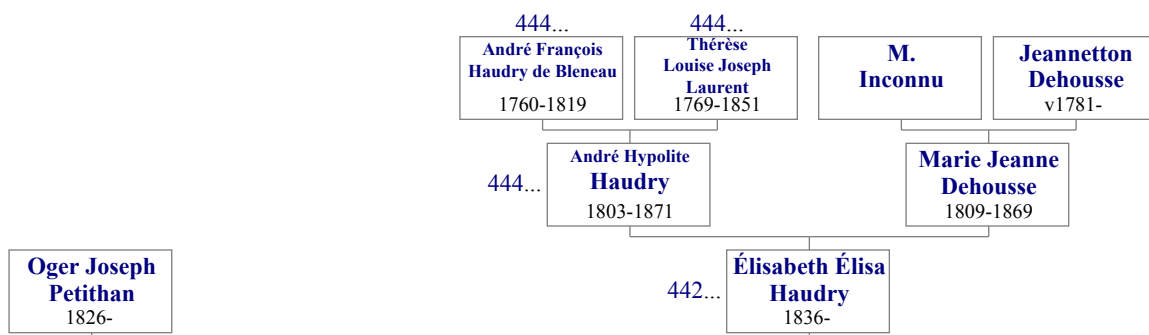 444...
444...
André François
Haudry de Bleneau
1760-1819
Thérèse
Louise Joseph
Laurent
1769-1851
M.
Inconnu
Jeannetton
Dehousse
v1781-
444...
André Hypolite
Haudry
1803-1871
Marie Jeanne
Dehousse
1809-1869
Oger Joseph
Petithan
1826-
442...
Élisabeth Élisa
Haudry
1836-